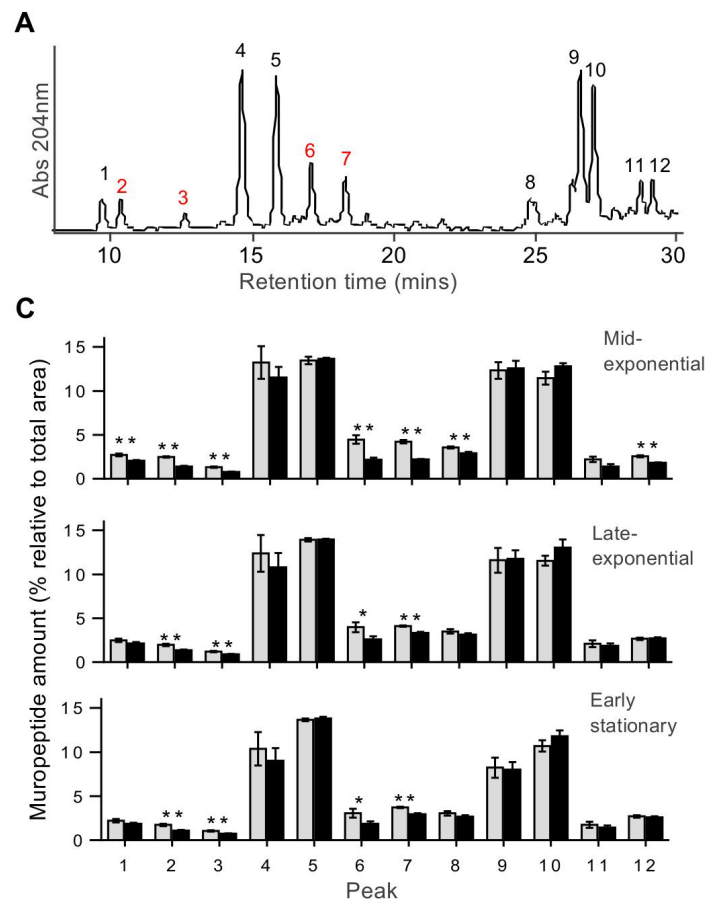 A
Abs 204nm
1 2 3 4 5 6 7 8 9 10 11 12
10 15 20 25 30
Retention time (mins)
C
Muropeptide amount (% relative to total area)
Mid-
exponential
15
10
5
0
** ** ** ** ** ** **
Late-
exponential
15
10
5
0
** ** * **
Early
stationary
15
10
5
0
** ** * **
1 2 3 4 5 6 7 8 9 10 11 12
Peak